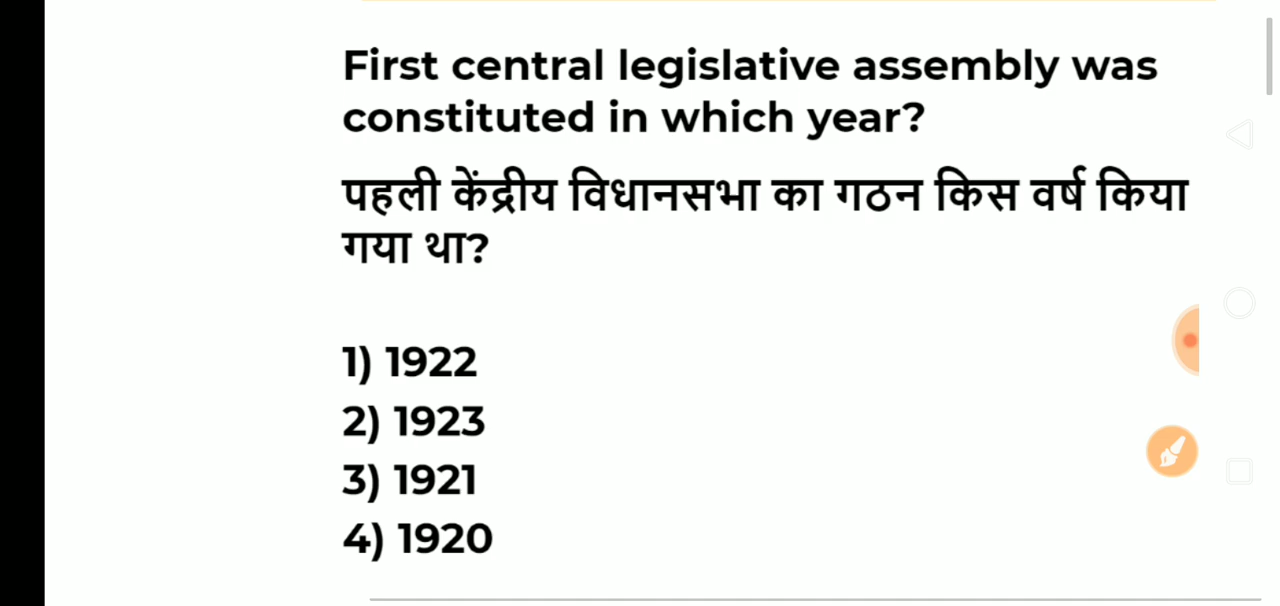 First central legislative assembly was
constituted in which year?
पहली केंद्रीय विधानसभा का गठन किस वर्ष किया
गया था?
1) 1922
2) 1923
3) 1921
4) 1920